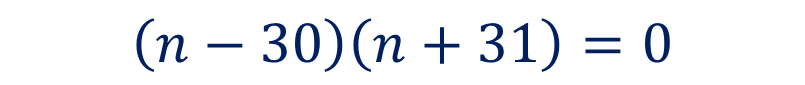 (n − 30)(n + 31) = 0